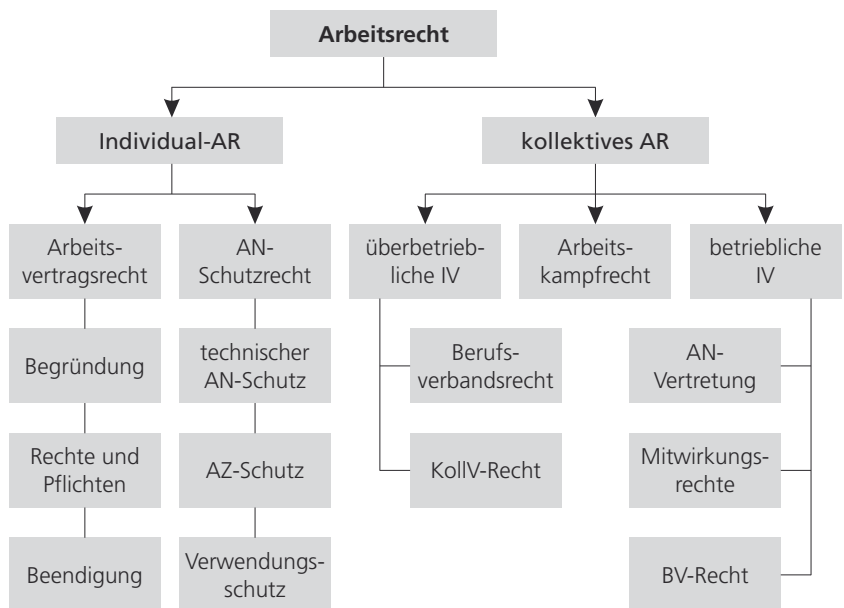 Arbeitsrecht
Individual-AR
kollektives AR
Arbeits-
vertragsrecht
AN-
Schutzrecht
überbetrieb-
liche IV
Arbeits-
kampfrecht
betriebliche
IV
Begründung
technischer
AN-Schutz
Berufs-
verbandsrecht
AN-
Vertretung
Rechte und
Pflichten
AZ-Schutz
KollV-Recht
Mitwirkungs-
rechte
Beendigung
Verwendungs-
schutz
BV-Recht